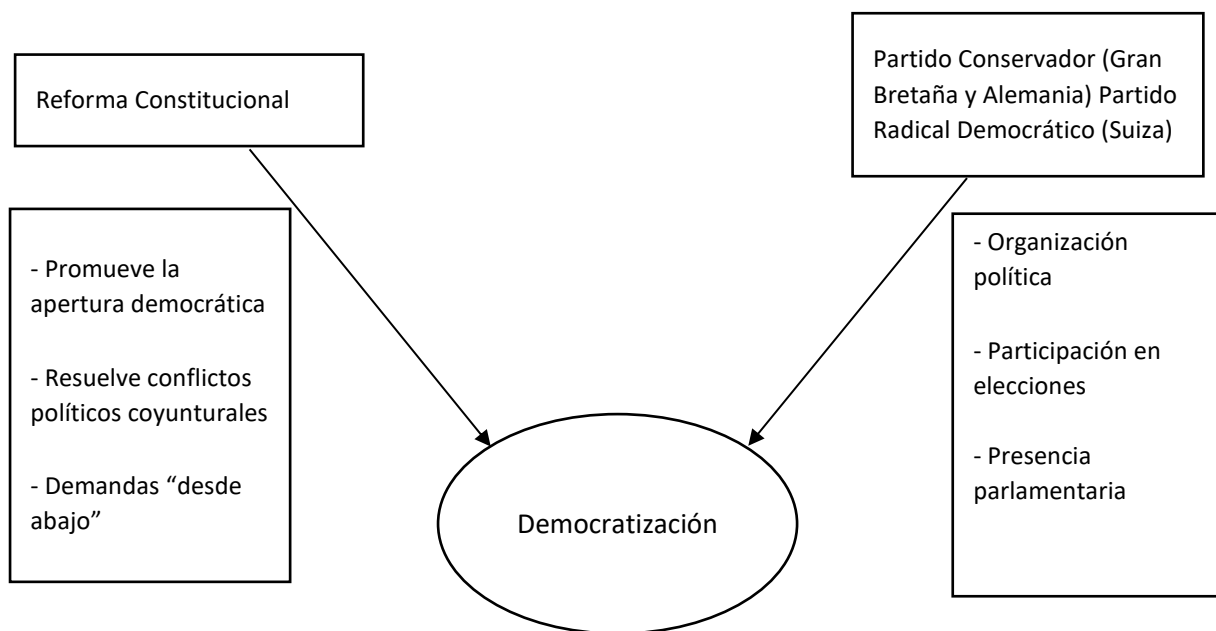 Reforma Constitucional
Partido Conservador (Gran
Bretaña y Alemania) Partido
Radical Democrático (Suiza)
- Promueve la
apertura democrática
- Resuelve conflictos
políticos coyunturales
- Demandas “desde
abajo”
- Organización
política
- Participación en
elecciones
- Presencia
parlamentaria
Democratización